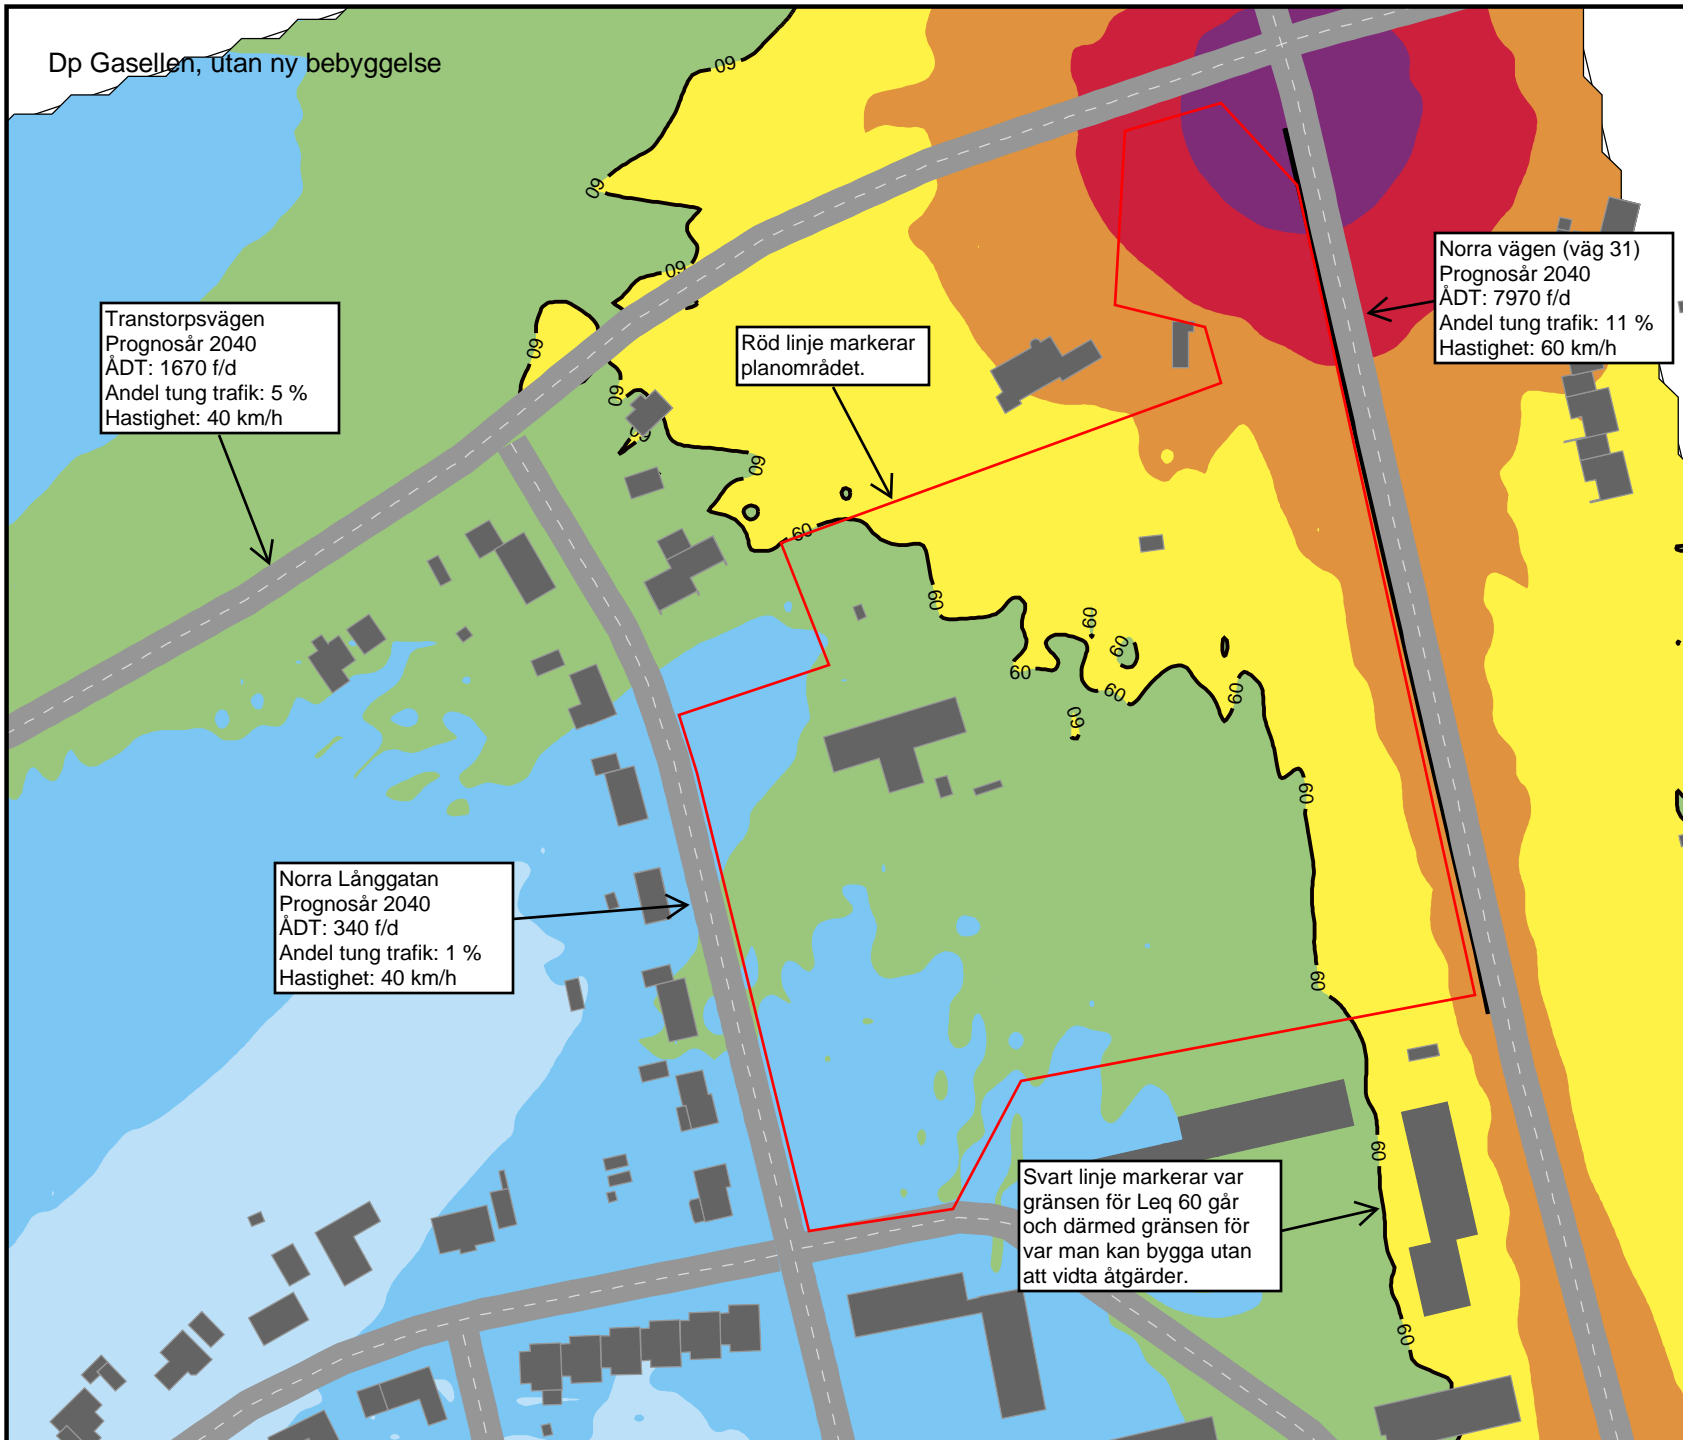 Dp Gasellen, utan ny bebyggelse
60
60
60
Norra vägen (väg 31)
Prognosår 2040
ÅDT: 7970 f/d
Andel tung trafik: 11 %
Hastighet: 60 km/h
Transtorpsvägen
Prognosår 2040
ÅDT: 1670 f/d
Andel tung trafik: 5 %
Hastighet: 40 km/h
Röd linje markerar
planområdet.
60
60
60
60
60
60
60
60
60
60
60
60
60
Norra Långgatan
Prognosår 2040
ÅDT: 340 f/d
Andel tung trafik: 1 %
Hastighet: 40 km/h
60
60
Svart linje markerar var
gränsen för Leq 60 går
och därmed gränsen för
var man kan bygga utan
att vidta åtgärder.
60